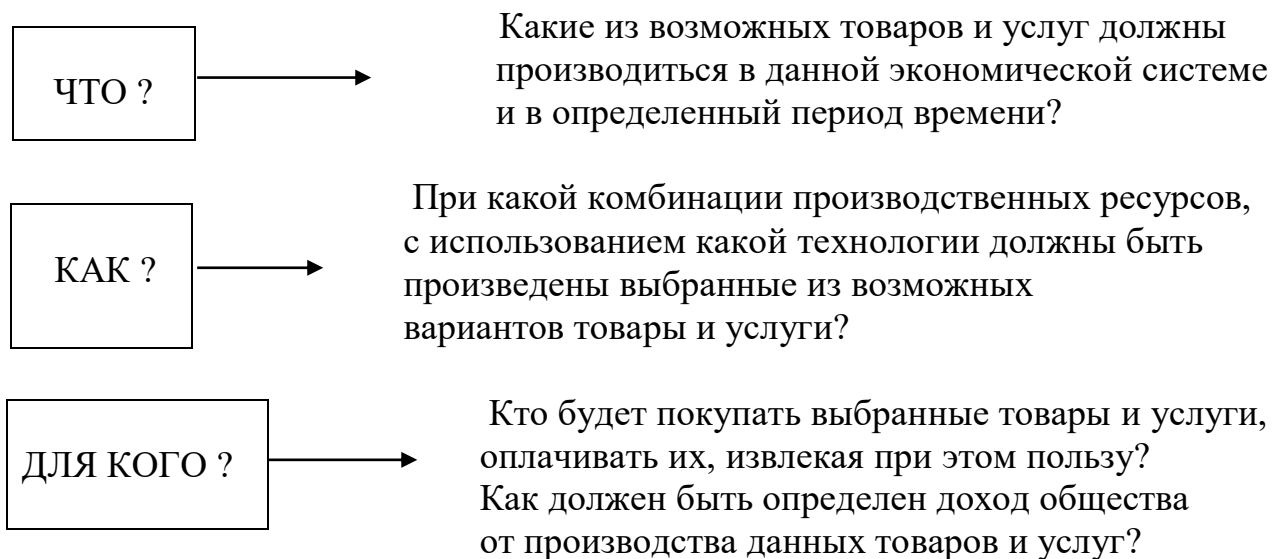 ЧТО ?
Какие из возможных товаров и услуг должны
производиться в данной экономической системе
и в определенный период времени?
КАК ?
При какой комбинации производственных ресурсов,
с использованием какой технологии должны быть
произведены выбранные из возможных
вариантов товары и услуги?
ДЛЯ КОГО ?
Кто будет покупать выбранные товары и услуги,
оплачивать их, извлекая при этом пользу?
Как должен быть определен доход общества
от производства данных товаров и услуг?